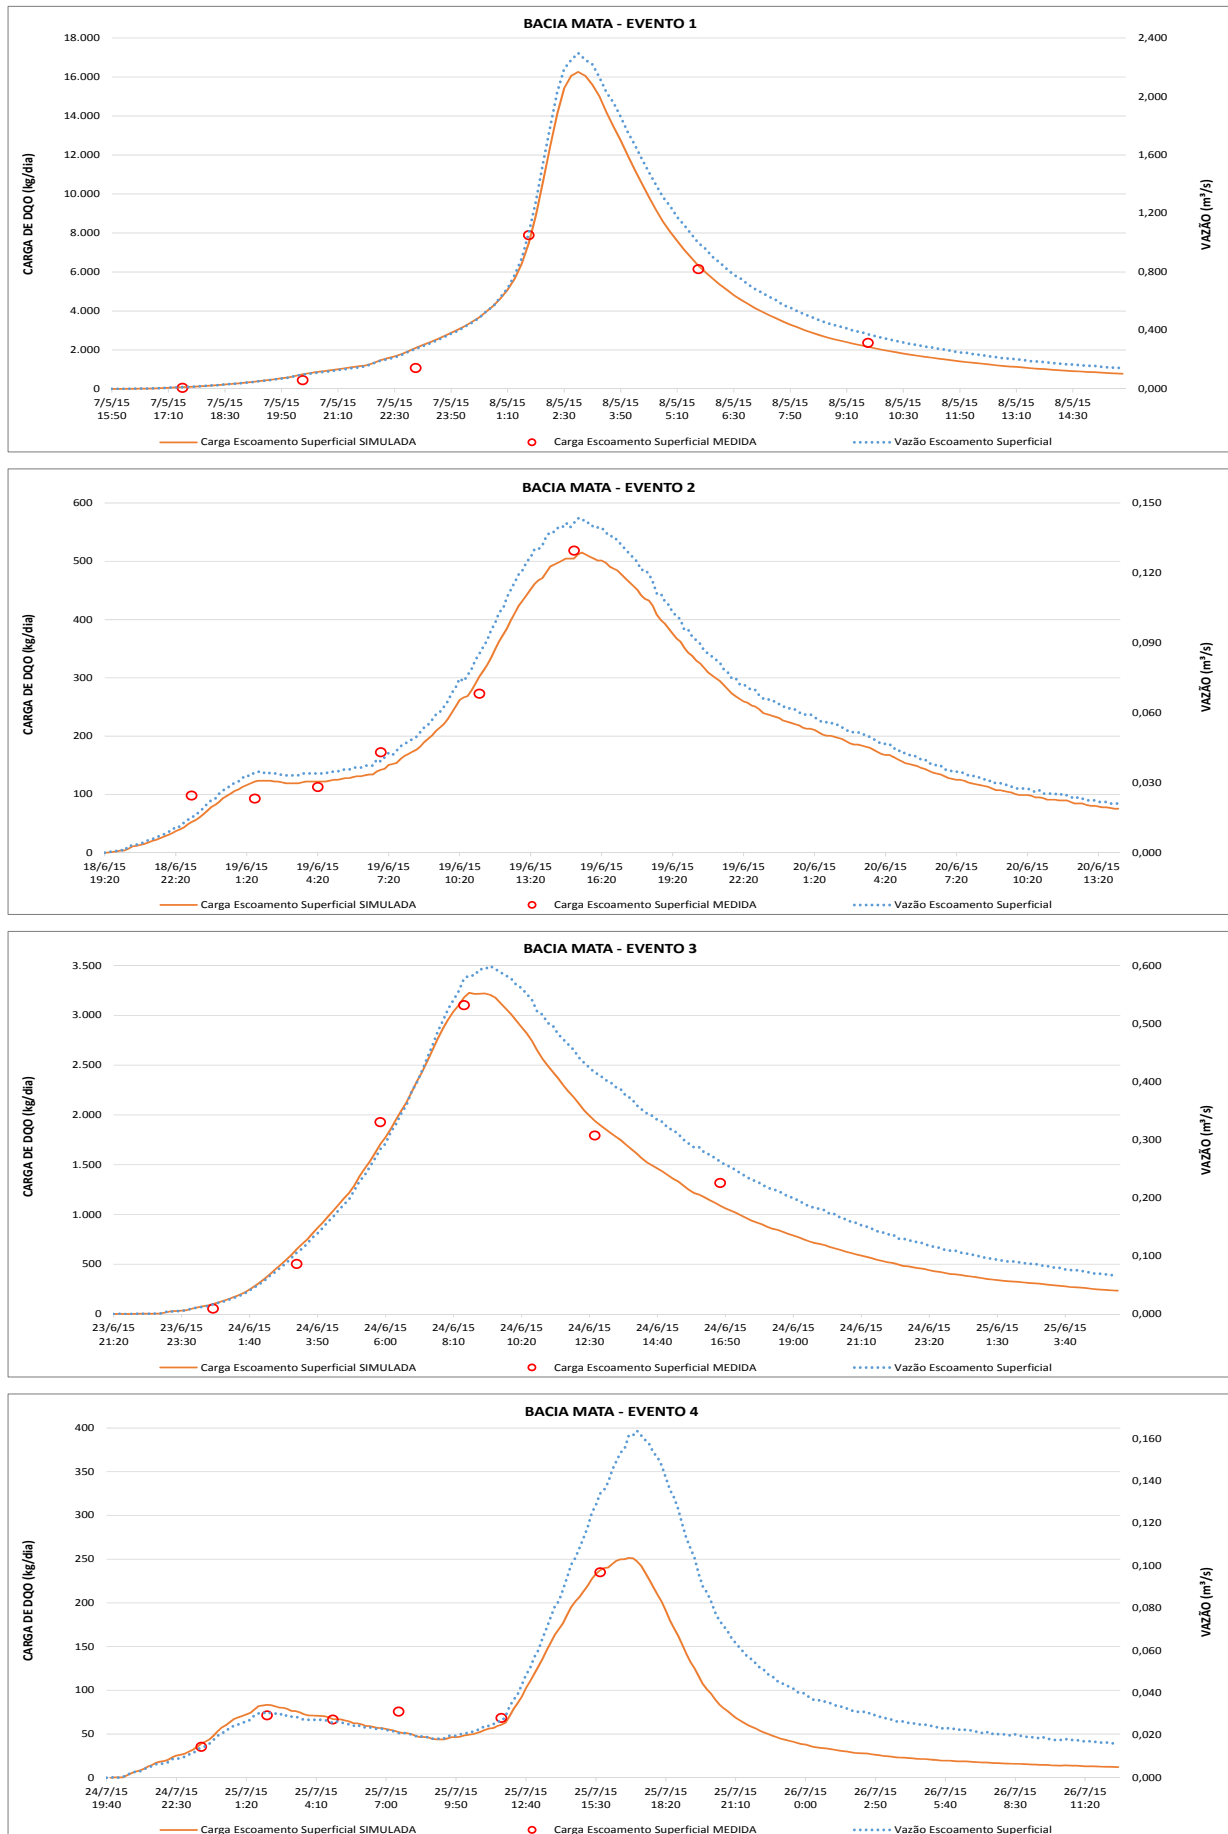 BACIA MATA - EVENTO 1
CARGA DE DQO (kg/dia)
18.000
16.000
14.000
12.000
10.000
8.000
6.000
4.000
2.000
0
2,400
2,000
1,600
1,200
0,800
0,400
0,000
VAZÃO (m³/s)
7/5/15 7/5/15 7/5/15 7/5/15 7/5/15 7/5/15 7/5/15 8/5/15 8/5/15 8/5/15 8/5/15 8/5/15 8/5/15 8/5/15 8/5/15 8/5/15 8/5/15 8/5/15
15:50 17:10 18:30 19:50 21:10 22:30 23:50 1:10 2:30 3:50 5:10 6:30 7:50 9:10 10:30 11:50 13:10 14:30
Carga Escoamento Superficial SIMULADA Carga Escoamento Superficial MEDIDA Vazão Escoamento Superficial
BACIA MATA - EVENTO 2
CARGA DE DQO (kg/dia)
600
500
400
300
200
100
0
0,150
0,120
0,090
0,060
0,030
0,000
VAZÃO (m³/s)
18/6/15 18/6/15 19/6/15 19/6/15 19/6/15 19/6/15 19/6/15 19/6/15 19/6/15 19/6/15 20/6/15 20/6/15 20/6/15 20/6/15 20/6/15
19:20 22:20 1:20 4:20 7:20 10:20 13:20 16:20 19:20 22:20 1:20 4:20 7:20 10:20 13:20
Carga Escoamento Superficial SIMULADA Carga Escoamento Superficial MEDIDA Vazão Escoamento Superficial
BACIA MATA - EVENTO 3
CARGA DE DQO (kg/dia)
3.500
3.000
2.500
2.000
1.500
1.000
500
0
0,600
0,500
0,400
0,300
0,200
0,100
0,000
VAZÃO (m³/s)
23/6/15 23/6/15 24/6/15 24/6/15 24/6/15 24/6/15 24/6/15 24/6/15 24/6/15 24/6/15 24/6/15 24/6/15 24/6/15 25/6/15 25/6/15
21:20 23:30 1:40 3:50 6:00 8:10 10:20 12:30 14:40 16:50 19:00 21:10 23:20 1:30 3:40
Carga Escoamento Superficial SIMULADA Carga Escoamento Superficial MEDIDA Vazão Escoamento Superficial
BACIA MATA - EVENTO 4
CARGA DE DQO (kg/dia)
400
350
300
250
200
150
100
50
0
0,160
0,140
0,120
0,100
0,080
0,060
0,040
0,020
0,000
VAZÃO (m³/s)
24/7/15 24/7/15 25/7/15 25/7/15 25/7/15 25/7/15 25/7/15 25/7/15 25/7/15 25/7/15 26/7/15 26/7/15 26/7/15 26/7/15 26/7/15
19:40 22:30 1:20 4:10 7:00 9:50 12:40 15:30 18:20 21:10 0:00 2:50 5:40 8:30 11:20
Carga Escoamento Superficial SIMULADA Carga Escoamento Superficial MEDIDA Vazão Escoamento Superficial